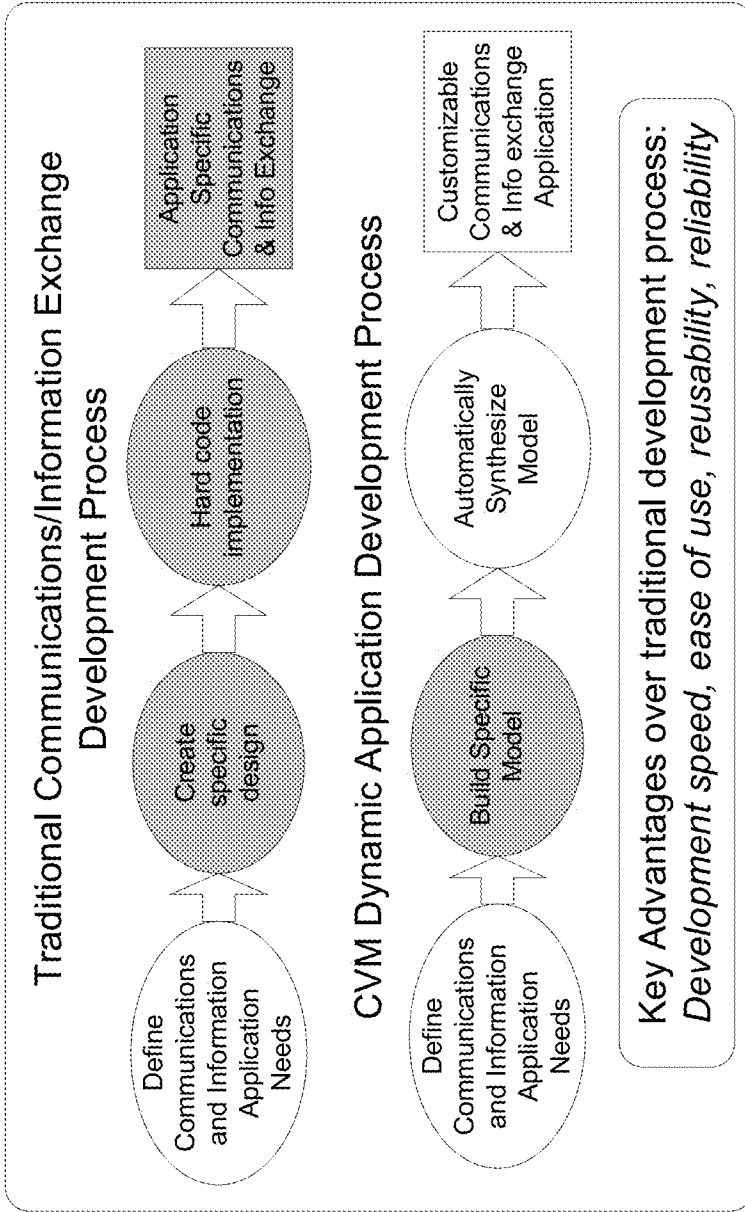 Traditional Communications/Information Exchange
Development Process
Define
Communications
and Information
Application
Needs
Create
specific
design
Hard code
implementation
Application
Specific
Communications
& Info Exchange
CVM Dynamic Application Development Process
Define
Communications
and Information
Application
Needs
Build Specific
Model
Automatically
Synthesize
Model
Customizable
Communications
& Info exchange
Application
Key Advantages over traditional development process:
Development speed, ease of use, reusability, reliability